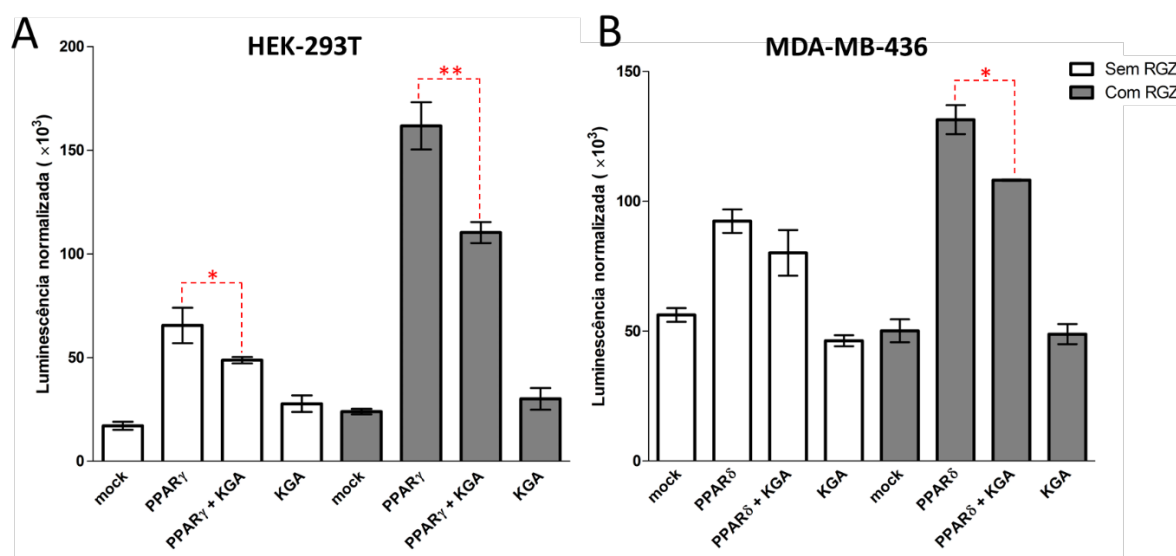 A
HEK-293T
Luminescência normalizada ( ×10³)
200
150
100
50
0
*
**
mock
PPARγ
PPARγ + KGA
KGA
mock
PPARγ
PPARγ + KGA
KGA
B
MDA-MB-436
Sem RGZ
Com RGZ
Luminescência normalizada ( ×10³)
150
100
50
0
*
mock
PPARδ
PPARδ + KGA
KGA
mock
PPARδ
PPARδ + KGA
KGA